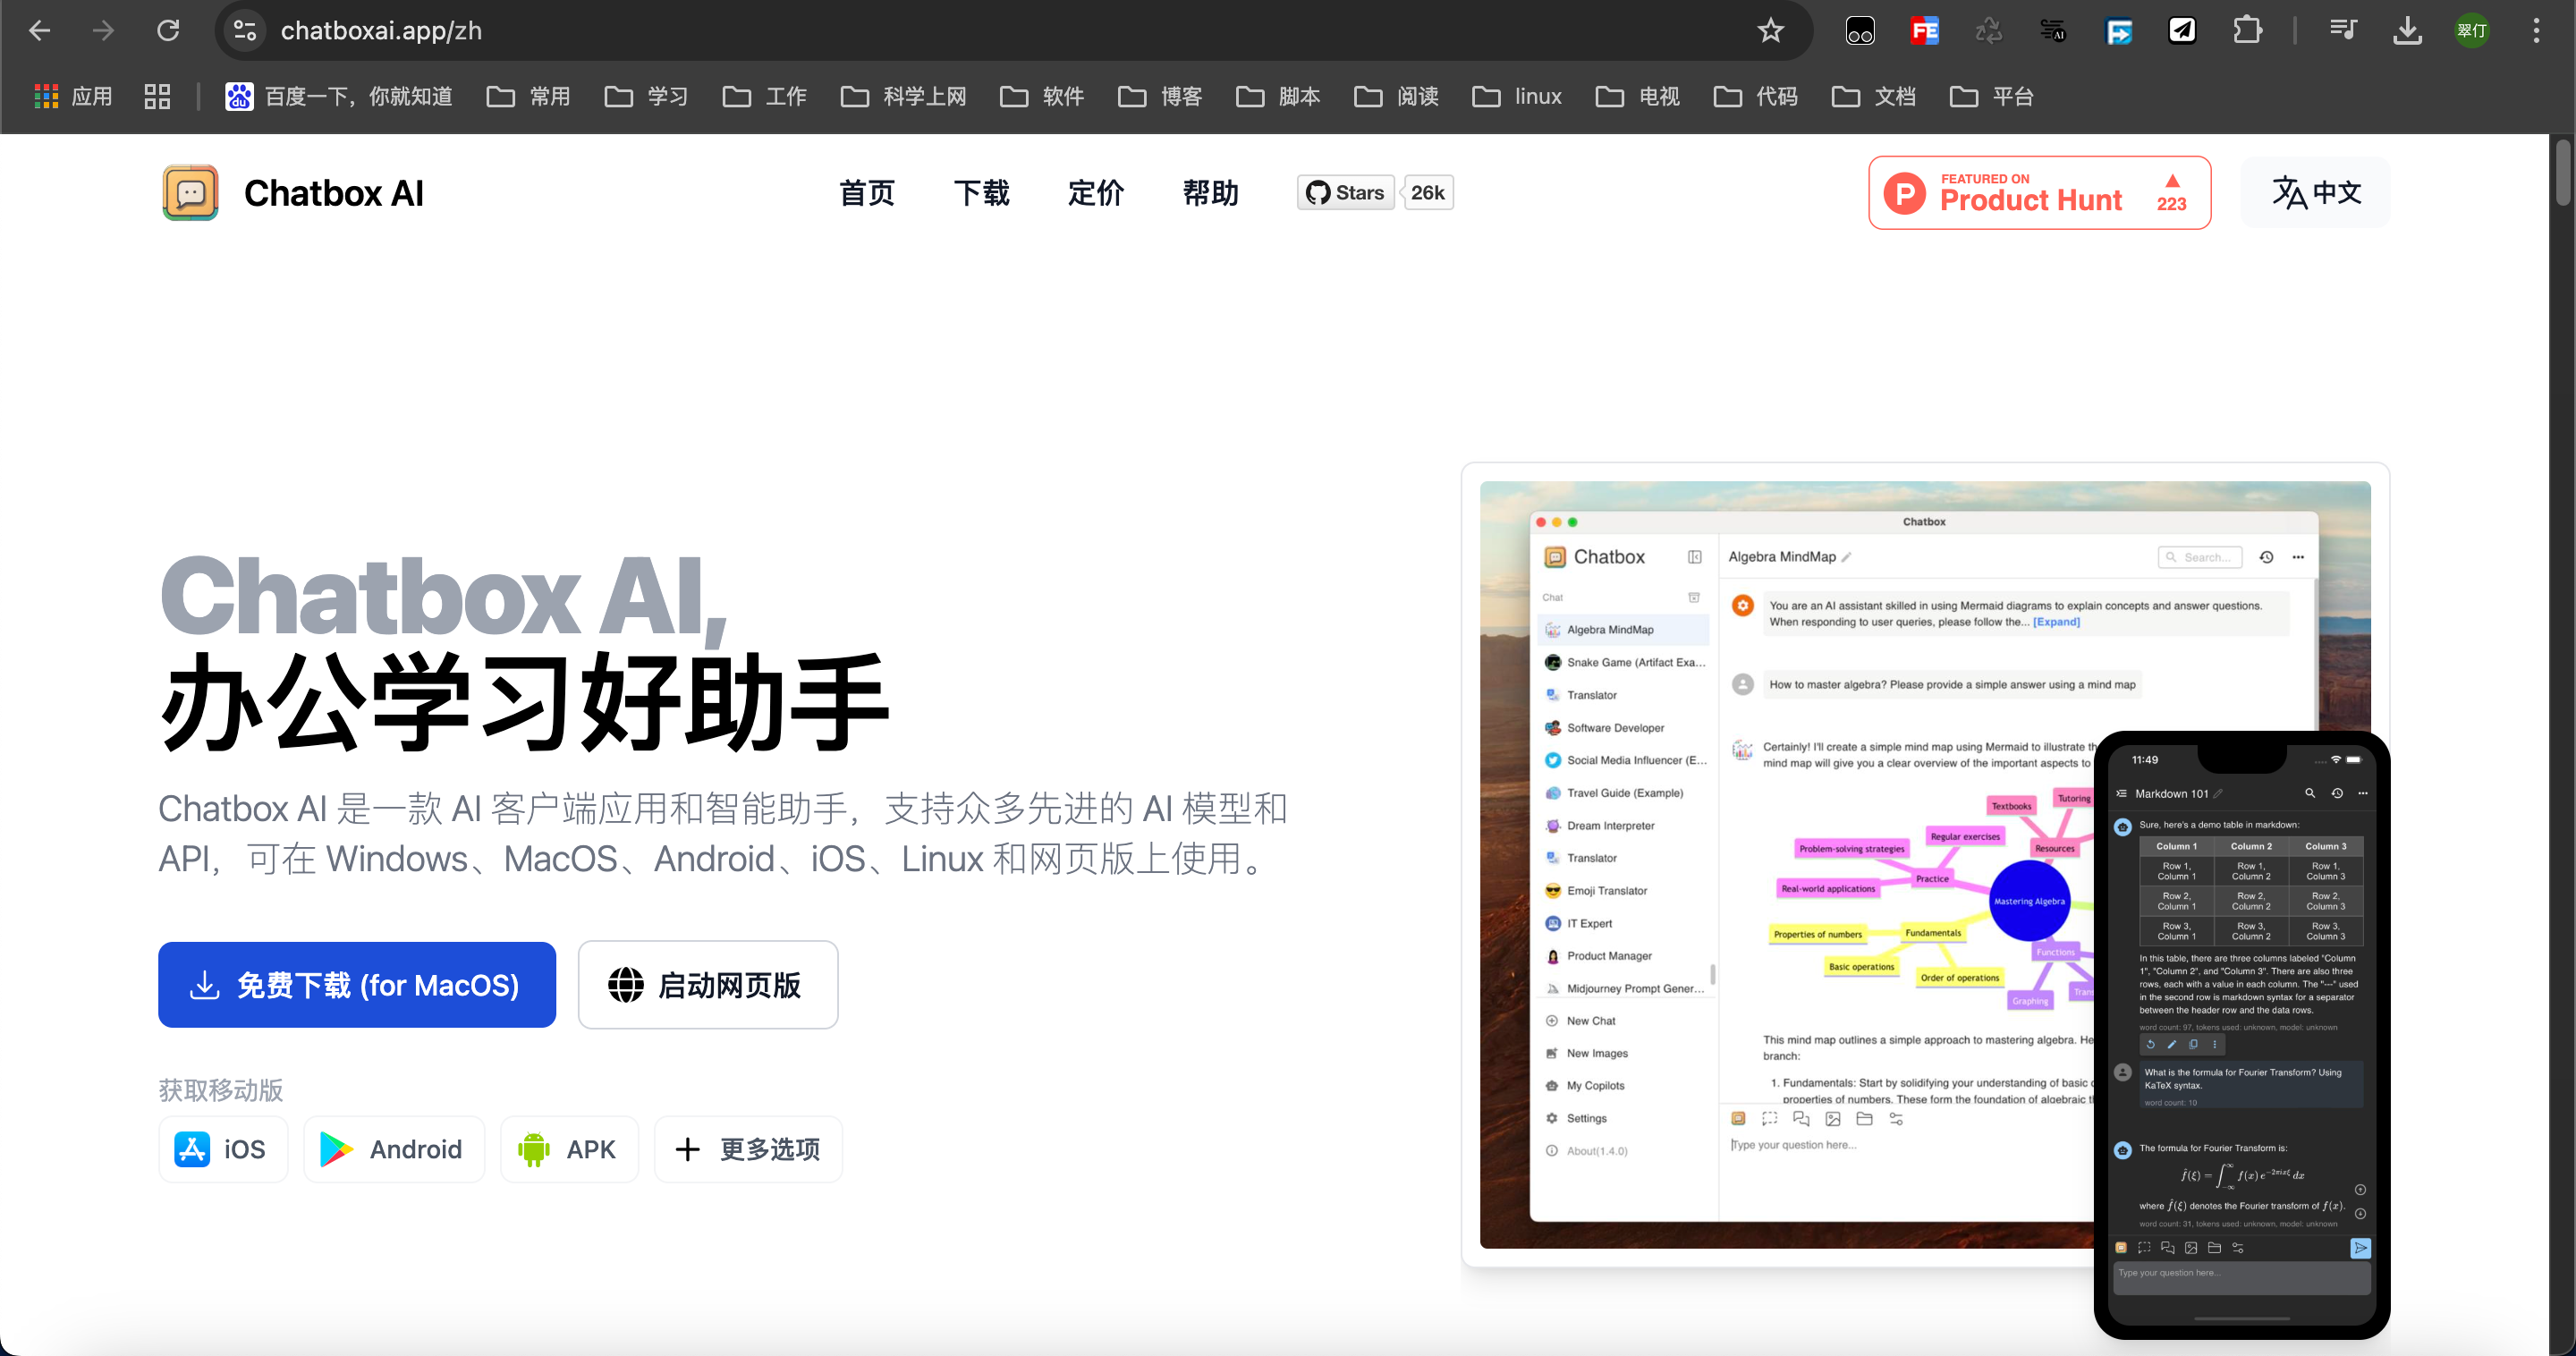 chatboxai.app/zh
翠仃
应用
百度一下，你就知道
常用
学习
工作
科学上网
软件
博客
脚本
阅读
linux
电视
代码
文档
平台
Chatbox AI
首页
下载
定价
帮助
Stars
26k
FEATURED ON
Product Hunt
223
中文
Chatbox AI,
办公学习好助手
Chatbox AI 是一款 AI 客户端应用和智能助手，支持众多先进的 AI 模型和
API， 可在 Windows、MacOS、Android、iOS、Linux 和网页版上使用。
免费下载 (for MacOS)
启动网页版
获取移动版
iOS
Android
APK
更多选项
Chatbox
Chatbox
Chat
Algebra MindMap
Snake Game (Artifact Exa...
Translator
Software Developer
Social Media Influencer (E...
Travel Guide (Example)
Dream Interpreter
Translator
Emoji Translator
IT Expert
Product Manager
Midjourney Prompt Gener...
New Chat
New Images
My Copilots
Settings
About(1.4.0)
Algebra MindMap
Search...
You are an AI assistant skilled in using Mermaid diagrams to explain concepts and answer questions.
When responding to user queries, please follow the... [Expand]
How to master algebra? Please provide a simple answer using a mind map
Certainly! I'll create a simple mind map using Mermaid to illustrate th
mind map will give you a clear overview of the important aspects to
Textbooks
Tutoring
Regular exercises
Problem-solving strategies
Resources
Practice
Real-world applications
Mastering Algebra
Properties of numbers
Fundamentals
Functions
Basic operations
Order of operations
Graphing
Tran
This mind map outlines a simple approach to mastering algebra. He
branch:
1. Fundamentals: Start by solidifying your understanding of basic
properties of numbers. These form the foundation of algebraic t
Type your question here...
11:49
Markdown 101
Sure, here's a demo table in markdown:
Column 1 Column 2 Column 3
Row 1, Column 1 Row 1, Column 2 Row 1, Column 3
Row 2, Column 1 Row 2, Column 2 Row 2, Column 3
Row 3, Column 1 Row 3, Column 2 Row 3, Column 3
In this table, there are three columns labeled "Column
1", "Column 2", and "Column 3". There are also three
rows, each with a value in each column. The "---" used
in the second row is markdown syntax for a separator
between the header row and the data rows.
word count: 97, tokens used: unknown, model: unknown
What is the formula for Fourier Transform? Using
KaTeX syntax.
word count: 10
The formula for Fourier Transform is:
f̂(ξ) = ∫_{-∞}^{∞} f(x) e^{-2πixξ} dx
where f̂(ξ) denotes the Fourier transform of f(x).
word count: 31, tokens used: unknown, model: unknown
Type your question here...